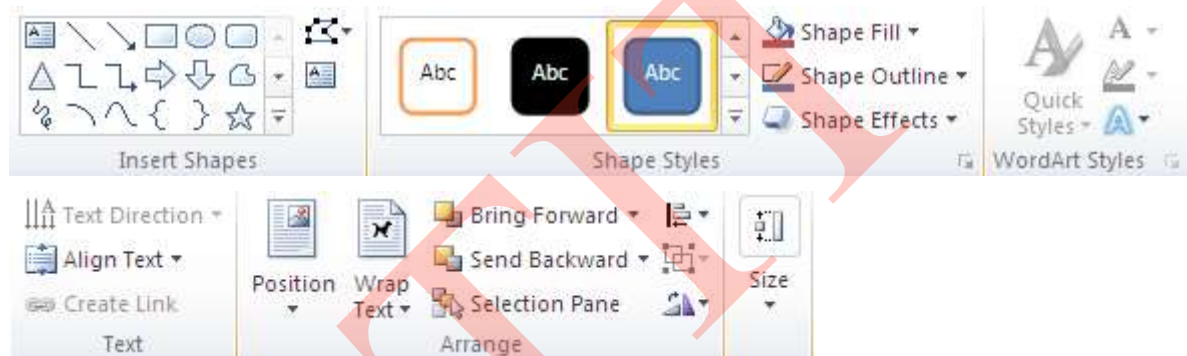 Abc Abc Abc
Shape Fill
Shape Outline
Shape Effects
Quick
Styles
Insert Shapes
Shape Styles
WordArt Styles
Text Direction
Align Text
Create Link
Text
Position
Wrap
Text
Bring Forward
Send Backward
Selection Pane
Arrange
Size